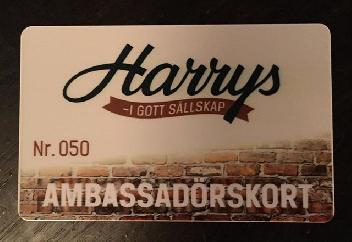 Harrys
-I GOTT SÄLLSKAP
Nr. 050
AMBASSADÖRSKORT